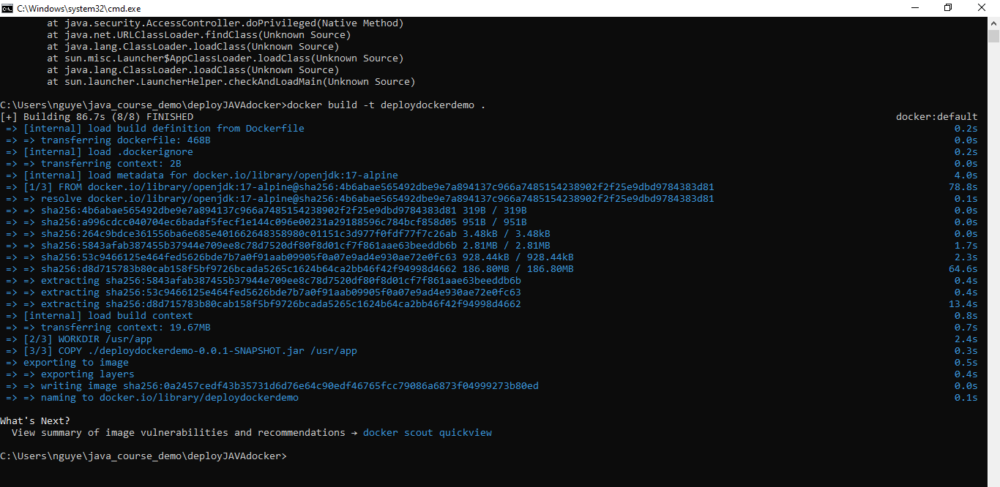 C:\Windows\system32\cmd.exe
at java.security.AccessController.doPrivileged(Native Method)
at java.net.URLClassLoader.findClass(Unknown Source)
at java.lang.ClassLoader.loadClass(Unknown Source)
at sun.misc.Launcher$AppClassLoader.loadClass(Unknown Source)
at java.lang.ClassLoader.loadClass(Unknown Source)
at sun.launcher.LauncherHelper.checkAndLoadMain(Unknown Source)
C:\Users\nguye\java_course_demo\deployJAVAdocker>docker build -t deploydockerdemo .
[+] Building 86.7s (8/8) FINISHED docker:default
=> [internal] load build definition from Dockerfile 0.2s
=> => transferring dockerfile: 468B 0.0s
=> [internal] load .dockerignore 0.2s
=> => transferring context: 2B 0.0s
=> [internal] load metadata for docker.io/library/openjdk:17-alpine 4.0s
=> [1/3] FROM docker.io/library/openjdk:17-alpine@sha256:4b6abae565492dbe9e7a894137c966a7485154238902f2f25e9dbd9784383d81 78.8s
=> => resolve docker.io/library/openjdk:17-alpine@sha256:4b6abae565492dbe9e7a894137c966a7485154238902f2f25e9dbd9784383d81 0.1s
=> => sha256:4b6abae565492dbe9e7a894137c966a7485154238902f2f25e9dbd9784383d81 319B / 319B 0.0s
=> => sha256:a996cdcc040704ec6badaf5fecf1e144c096e00231a29188596c784bcf858d05 951B / 951B 0.0s
=> => sha256:264c9bdce361556ba6e685e401662648358980c01151c3d977f0fdf77f7c26ab 3.48kB / 3.48kB 0.0s
=> => sha256:5843afab387455b37944e709ee8c78d7520df80f8d01cf7f861aae63beeddb6b 2.81MB / 2.81MB 1.7s
=> => sha256:53c9466125e464fed5626bde7b7a0f91aab09905f0a07e9ad4e930ae72e0fc63 928.44kB / 928.44kB 2.3s
=> => sha256:d8d715783b80cab158f5bf9726bcada5265c1624b64ca2bb46f42f94998d4662 186.80MB / 186.80MB 64.6s
=> => extracting sha256:5843afab387455b37944e709ee8c78d7520df80f8d01cf7f861aae63beeddb6b 0.4s
=> => extracting sha256:53c9466125e464fed5626bde7b7a0f91aab09905f0a07e9ad4e930ae72e0fc63 0.4s
=> => extracting sha256:d8d715783b80cab158f5bf9726bcada5265c1624b64ca2bb46f42f94998d4662 13.4s
=> [internal] load build context 0.8s
=> => transferring context: 19.67MB 0.7s
=> [2/3] WORKDIR /usr/app 2.4s
=> [3/3] COPY ./deploydockerdemo-0.0.1-SNAPSHOT.jar /usr/app 0.3s
=> exporting to image 0.5s
=> => exporting layers 0.4s
=> => writing image sha256:0a2457cedf43b35731d6d76e64c90edf46765fcc79086a6873f04999273b80ed 0.0s
=> => naming to docker.io/library/deploydockerdemo 0.1s
What's Next?
View summary of image vulnerabilities and recommendations → docker scout quickview
C:\Users\nguye\java_course_demo\deployJAVAdocker>